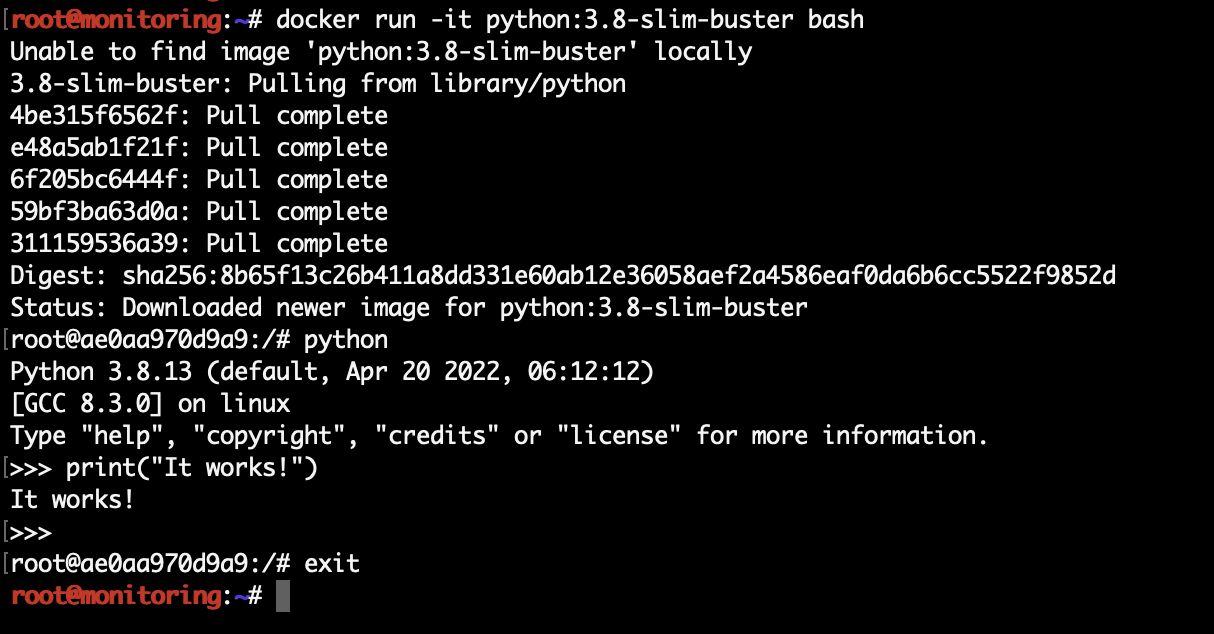 [root@monitoring:~# docker run -it python:3.8-slim-buster bash
Unable to find image 'python:3.8-slim-buster' locally
3.8-slim-buster: Pulling from library/python
4be315f6562f: Pull complete
e48a5ab1f21f: Pull complete
6f205bc6444f: Pull complete
59bf3ba63d0a: Pull complete
311159536a39: Pull complete
Digest: sha256:8b65f13c26b411a8dd331e60ab12e36058aef2a4586eaf0da6b6cc5522f9852d
Status: Downloaded newer image for python:3.8-slim-buster
[root@ae0aa970d9a9:/# python
Python 3.8.13 (default, Apr 20 2022, 06:12:12)
[GCC 8.3.0] on linux
Type "help", "copyright", "credits" or "license" for more information.
[>>> print("It works!")
It works!
[>>>
[root@ae0aa970d9a9:/# exit
root@monitoring:~#